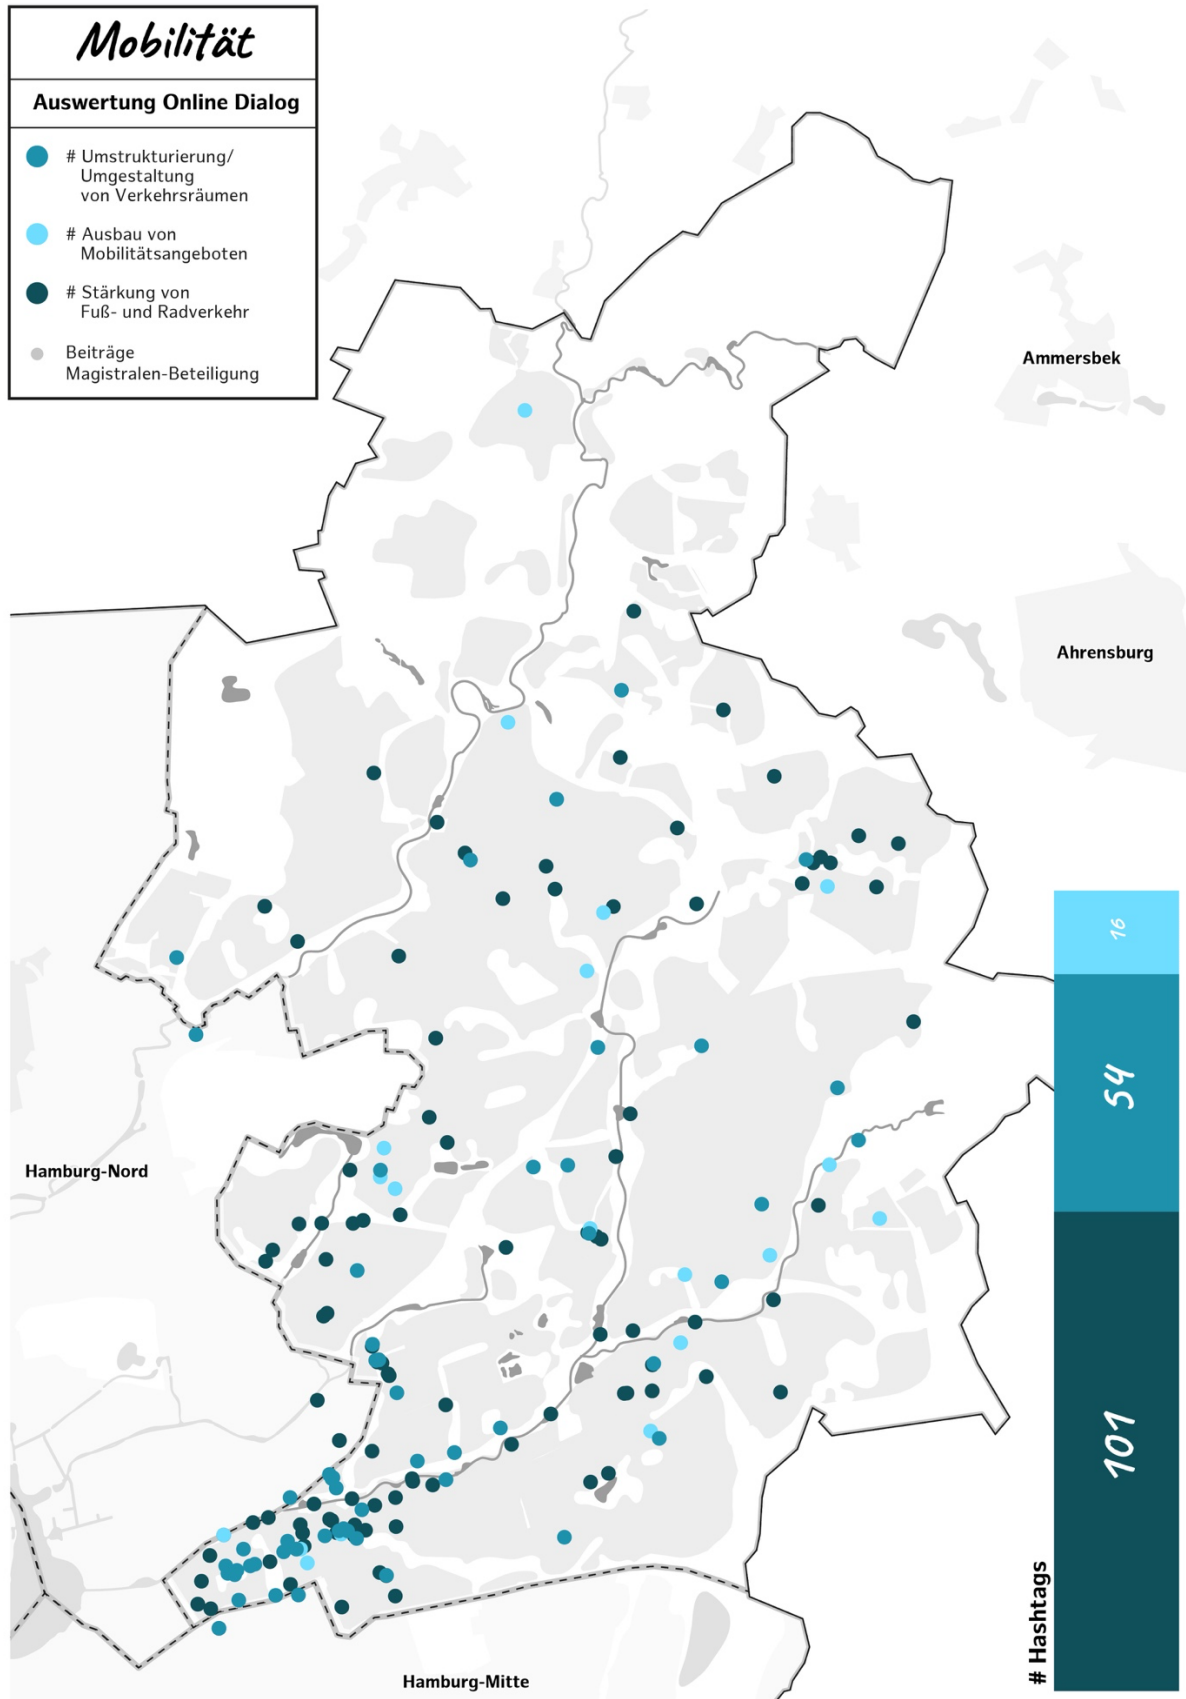 Mobilität
Auswertung Online Dialog
# Umstrukturierung/
Umgestaltung
von Verkehrsräumen
# Ausbau von
Mobilitätsangeboten
# Stärkung von
Fuß- und Radverkehr
Beiträge
Magistralen-Beteiligung
Ammersbek
Ahrensburg
Hamburg-Nord
Hamburg-Mitte
16
54
101
# Hashtags